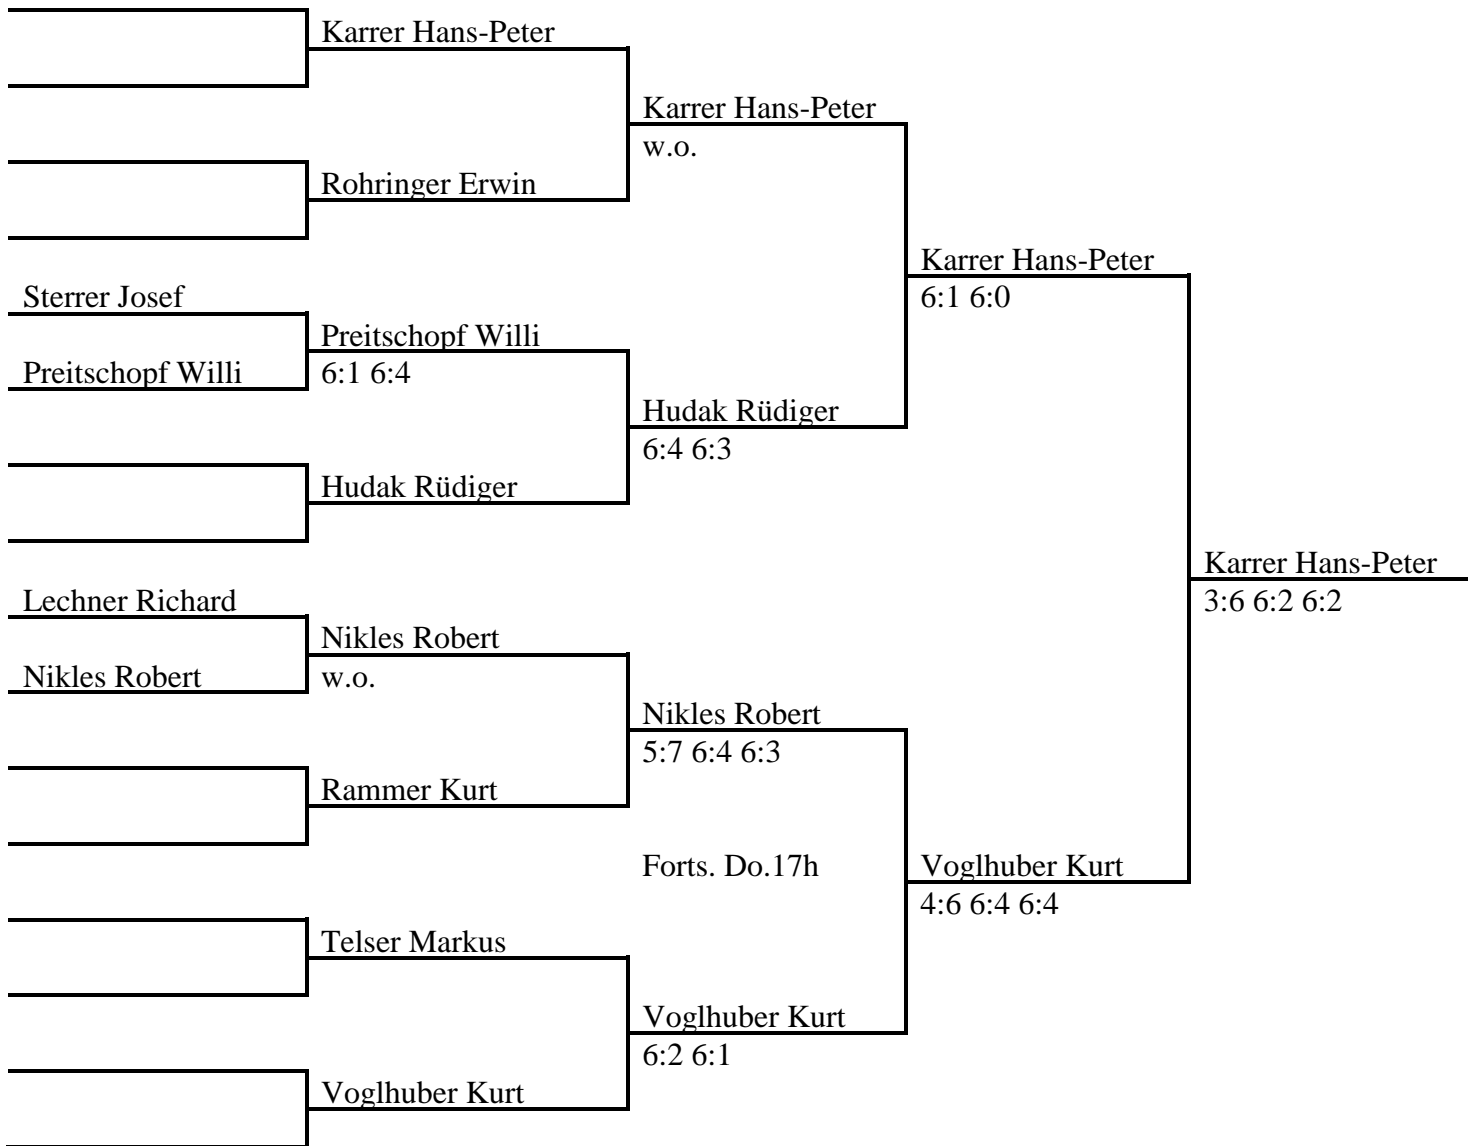 Karrer Hans-Peter
Karrer Hans-Peter
w.o.
Rohringer Erwin
Karrer Hans-Peter
6:1 6:0
Sterrer Josef
Preitschopf Willi
Preitschopf Willi
6:1 6:4
Hudak Rüdiger
6:4 6:3
Hudak Rüdiger
Karrer Hans-Peter
3:6 6:2 6:2
Lechner Richard
Nikles Robert
Nikles Robert
w.o.
Nikles Robert
5:7 6:4 6:3
Rammer Kurt
Forts. Do.17h
Voglhuber Kurt
4:6 6:4 6:4
Telser Markus
Voglhuber Kurt
6:2 6:1
Voglhuber Kurt